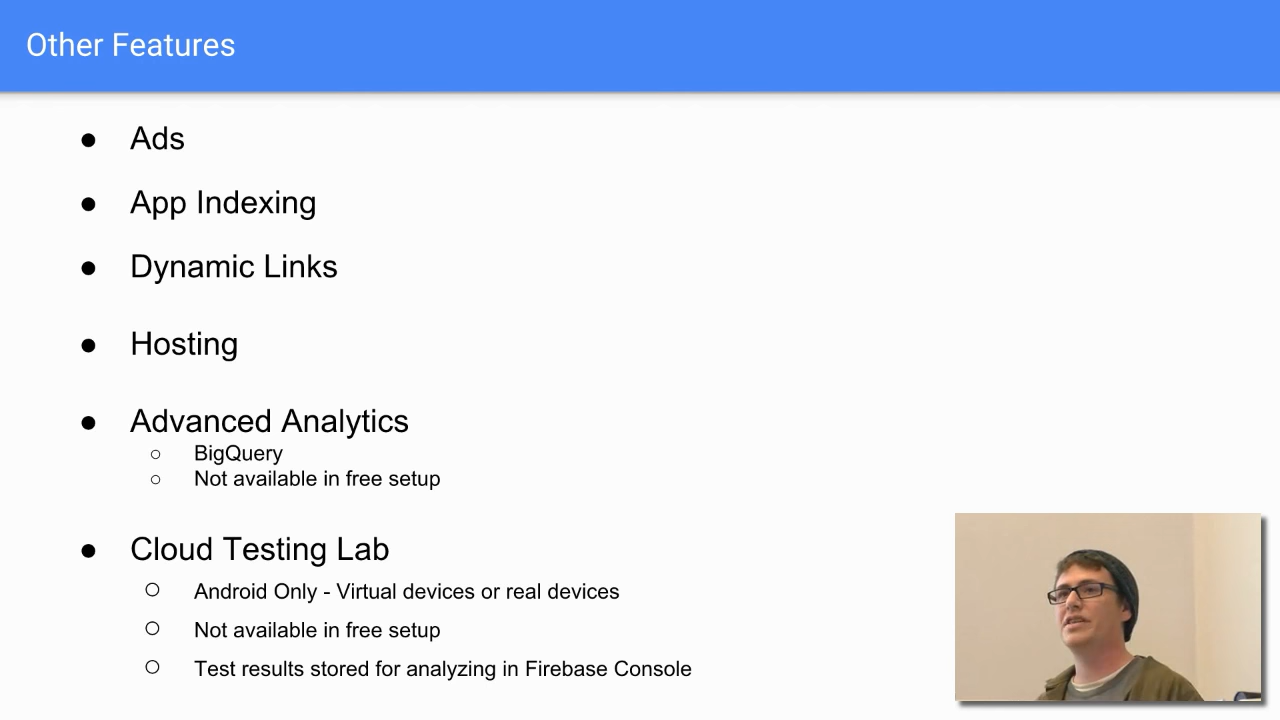 Other Features
● Ads
● App Indexing
● Dynamic Links
● Hosting
● Advanced Analytics
○ BigQuery
○ Not available in free setup
● Cloud Testing Lab
○ Android Only - Virtual devices or real devices
○ Not available in free setup
○ Test results stored for analyzing in Firebase Console